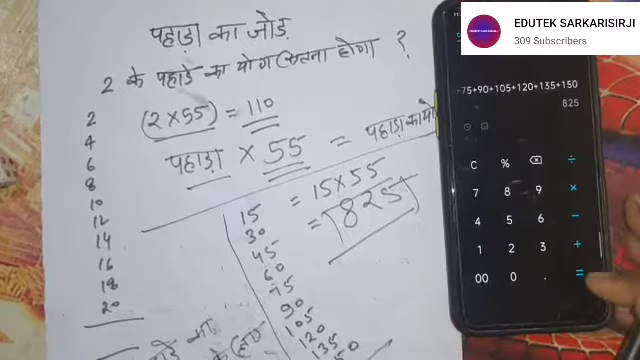 EDUTEK SARKARISIRJI
309 Subscribers
पहाड़ा का जोड़
2 के पहाड़े का योग कितना होगा ?
(2×55) = 110
पहाड़ा × 55 = पहाड़ा का यो
2
4
6
8
10
12
14
16
18
20
15
30
45
60
75
90
105
120
135
= 15×55
= 825
+75+90+105+120+135+150
825
C % ÷
7 8 9 ×
4 5 6 −
1 2 3 +
00 0 . =